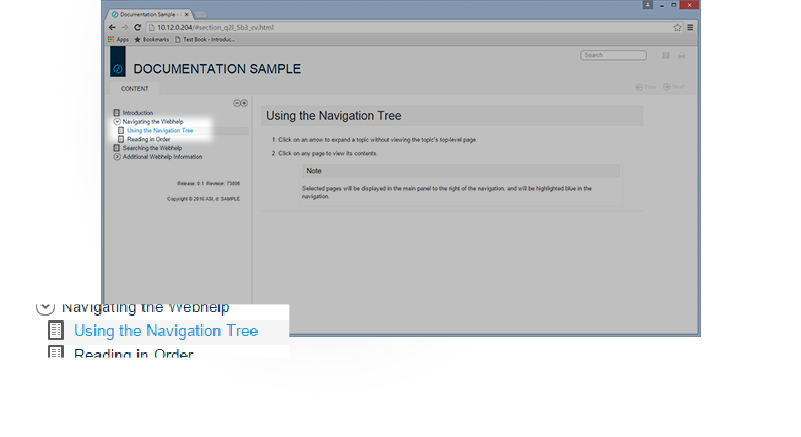 Documentation Sample -
10.12.0.204/#section_q2l_5b3_cv.html
Apps Bookmarks Test Book - Introduc...
Search
DOCUMENTATION SAMPLE
CONTENT
Prev Next
Introduction
Navigating the Webhelp
Using the Navigation Tree
Reading in Order
Searching the Webhelp
Additional Webhelp Information
Release: 9.1 Revision: 73808
Copyright © 2016 ASI, d: SAMPLE
Using the Navigation Tree
1. Click on an arrow to expand a topic without viewing the topic's top-level page.
2. Click on any page to view its contents.
Note
Selected pages will be displayed in the main panel to the right of the navigation, and will be highlighted blue in the
navigation.
Navigating the Webhelp
Using the Navigation Tree
Reading in Order